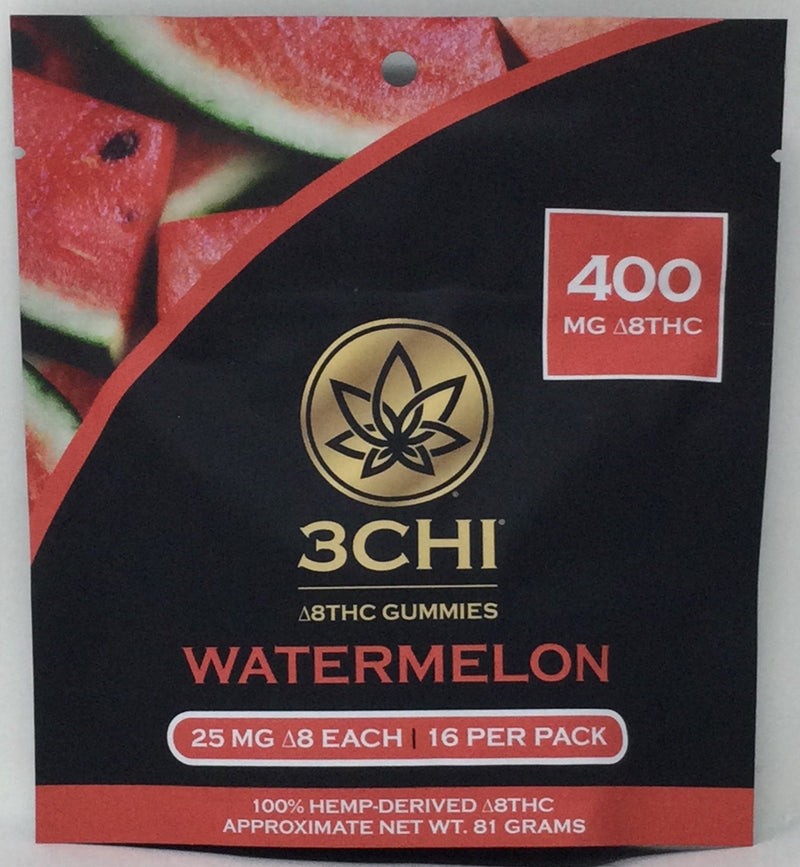 400
MG Δ8THC
3CHI®
Δ8THC GUMMIES
WATERMELON
25 MG Δ8 EACH | 16 PER PACK
100% HEMP-DERIVED Δ8THC
APPROXIMATE NET WT. 81 GRAMS